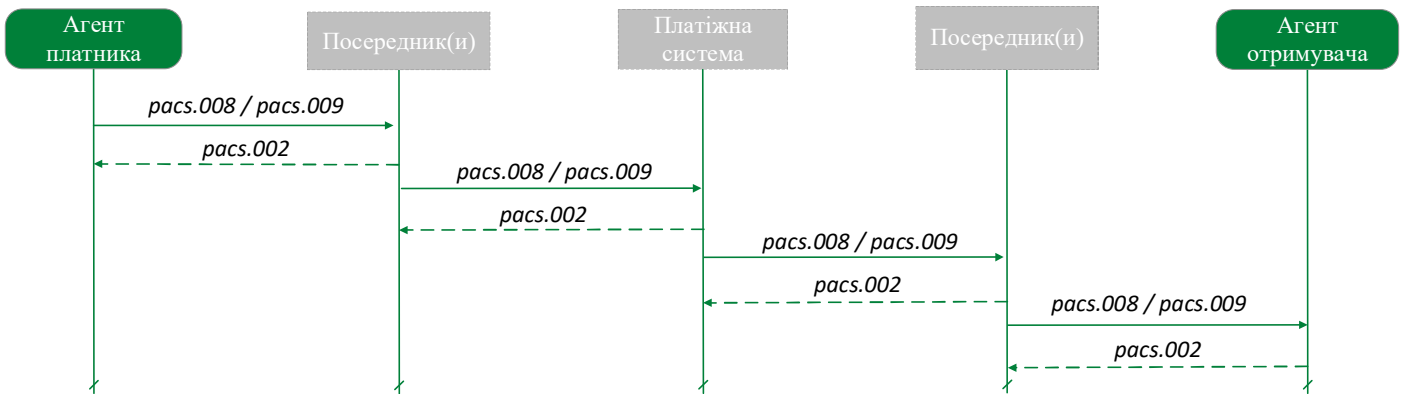 Агент
платника
Посередник(и)
Платіжна
система
Посередник(и)
Агент
отримувача
pacs.008 / pacs.009
pacs.002
pacs.008 / pacs.009
pacs.002
pacs.008 / pacs.009
pacs.002
pacs.008 / pacs.009
pacs.002